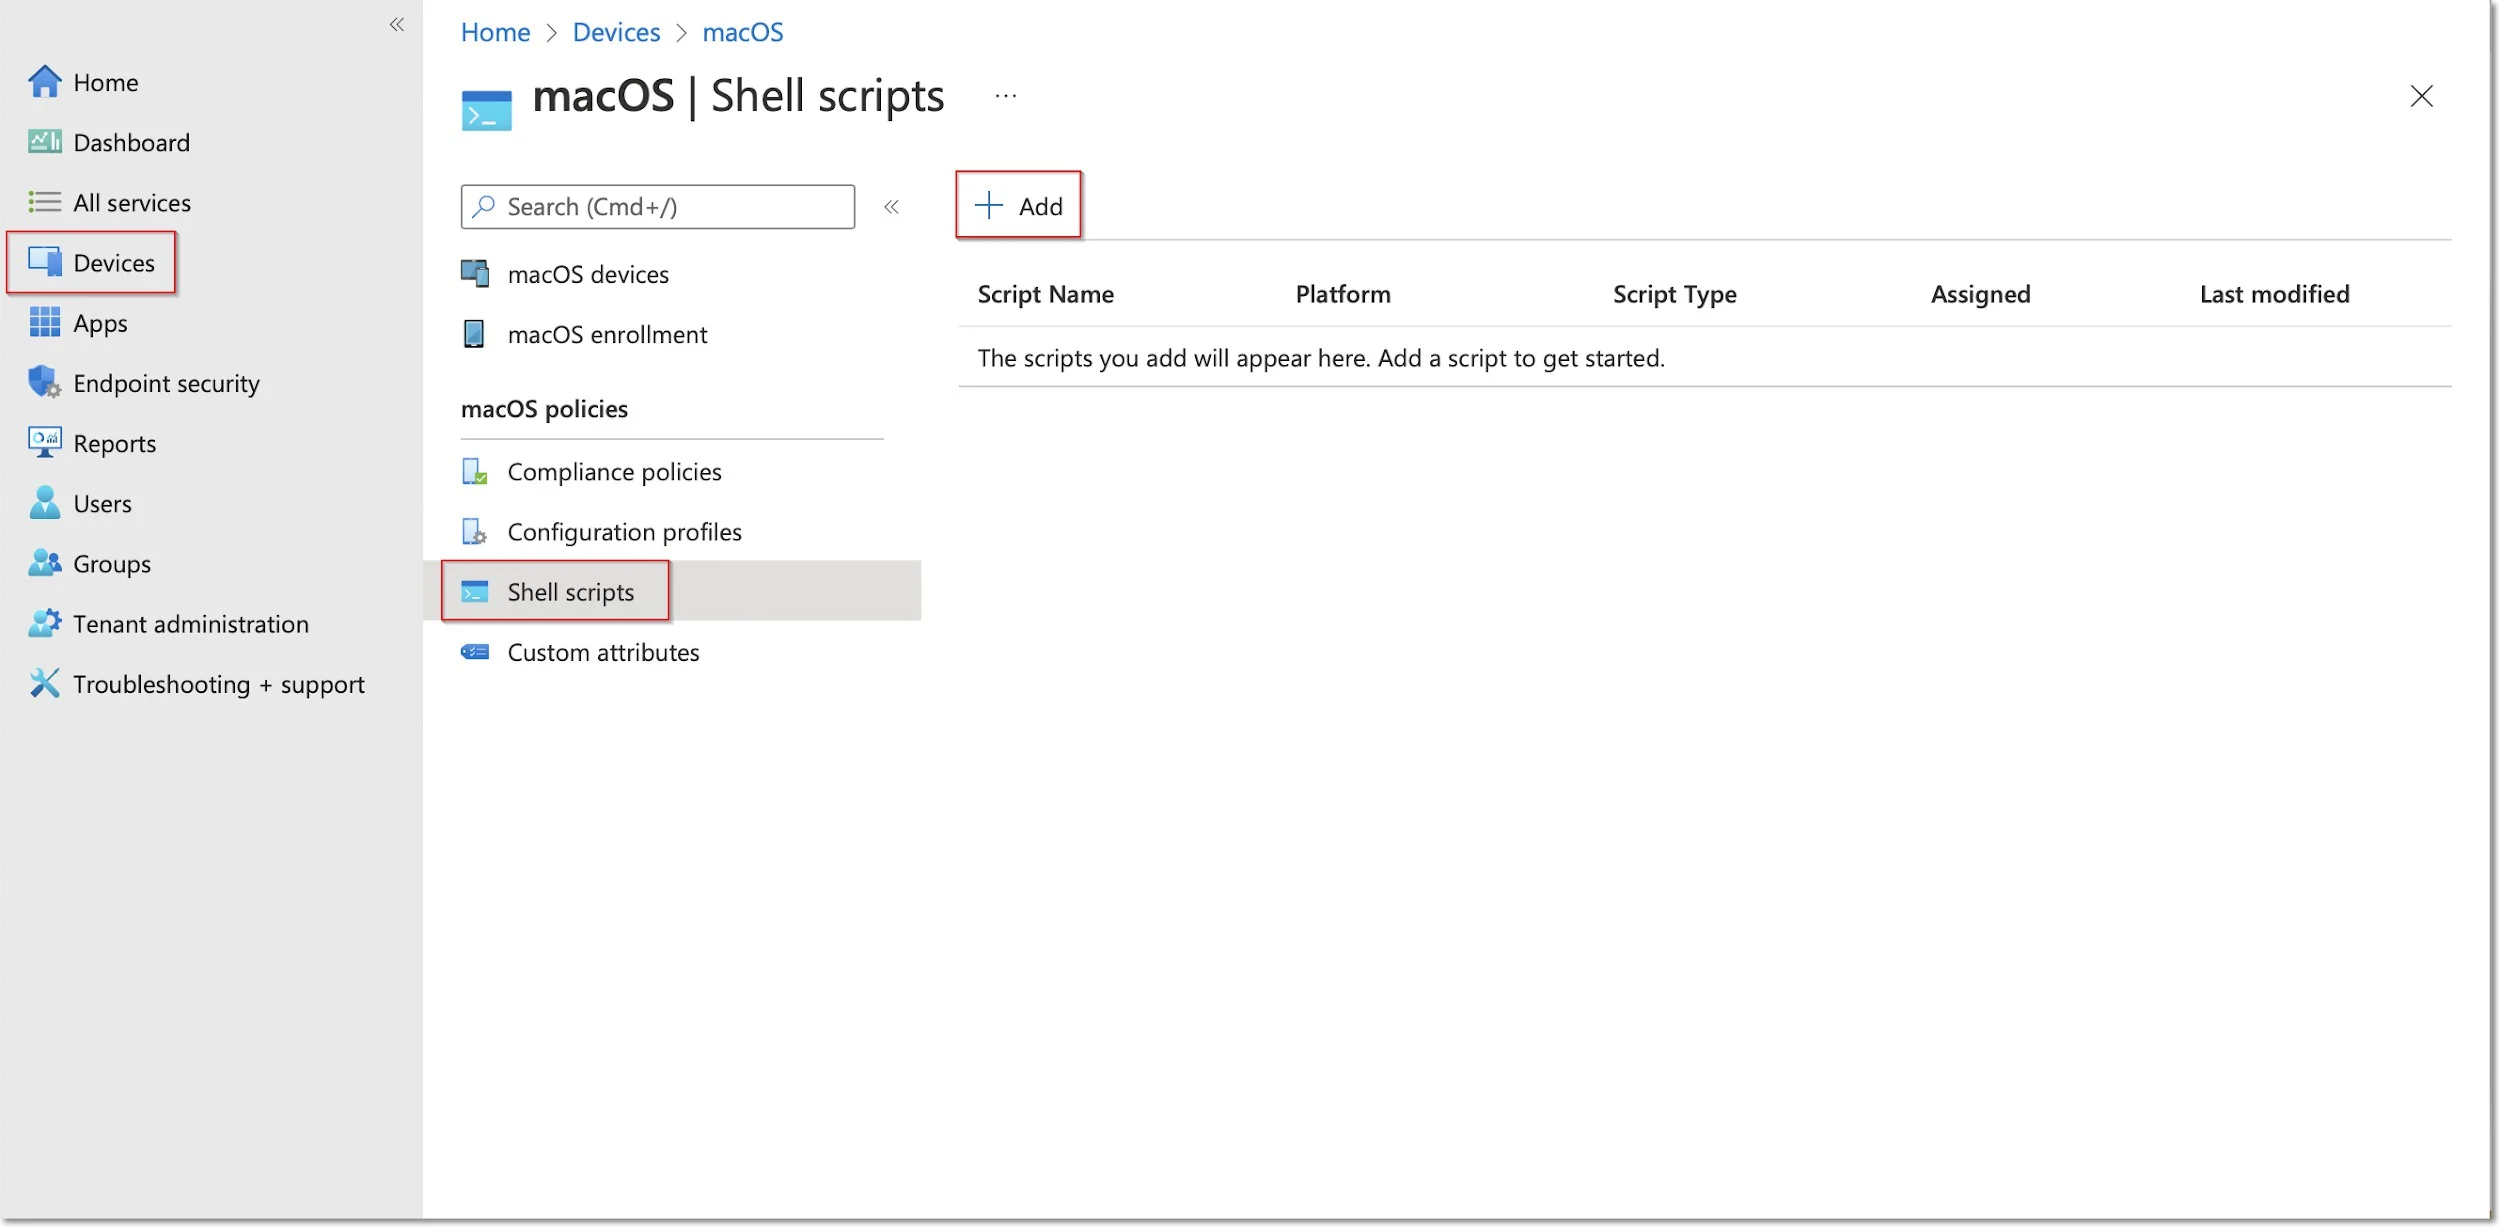 Home
Dashboard
All services
Devices
Apps
Endpoint security
Reports
Users
Groups
Tenant administration
Troubleshooting + support
Home > Devices > macOS
macOS | Shell scripts ...
Search (Cmd+/)
macOS devices
macOS enrollment
macOS policies
Compliance policies
Configuration profiles
Shell scripts
Custom attributes
+ Add
Script Name Platform Script Type Assigned Last modified
The scripts you add will appear here. Add a script to get started.